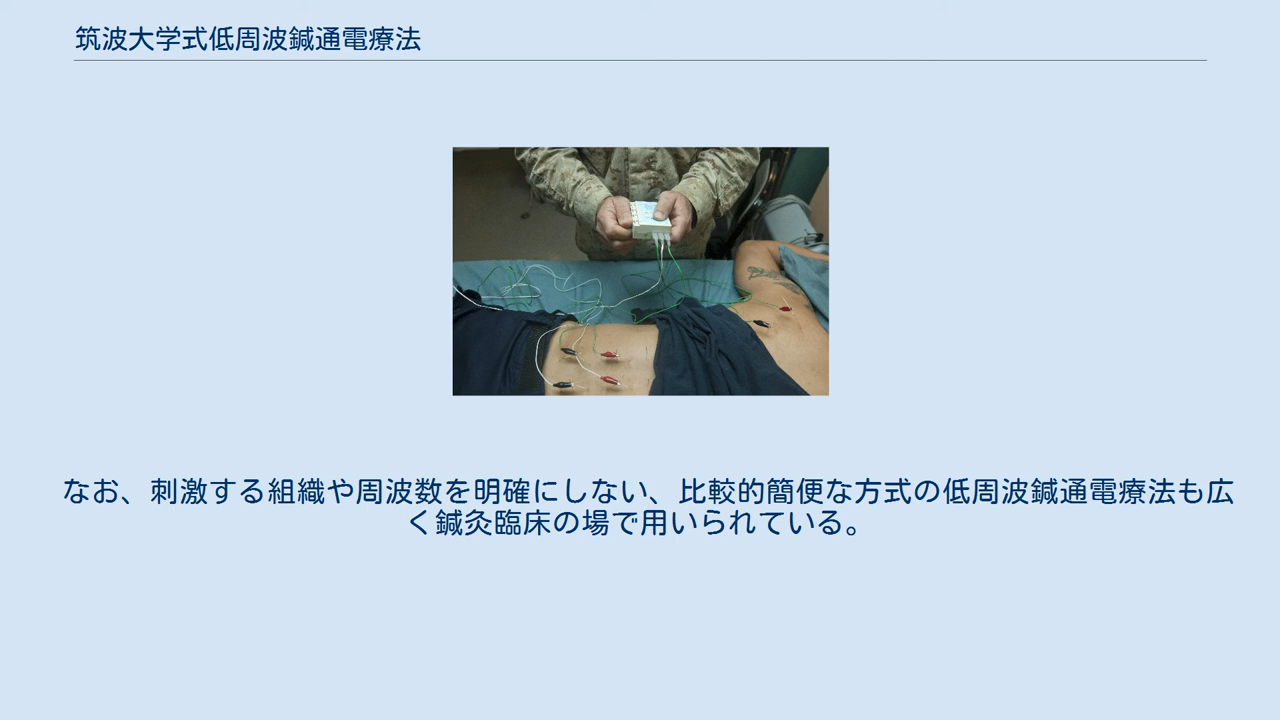 筑波大学式低周波鍼通電療法
なお、刺激する組織や周波数を明確にしない、比較的簡便な方式の低周波鍼通電療法も広
く鍼灸臨床の場で用いられている。